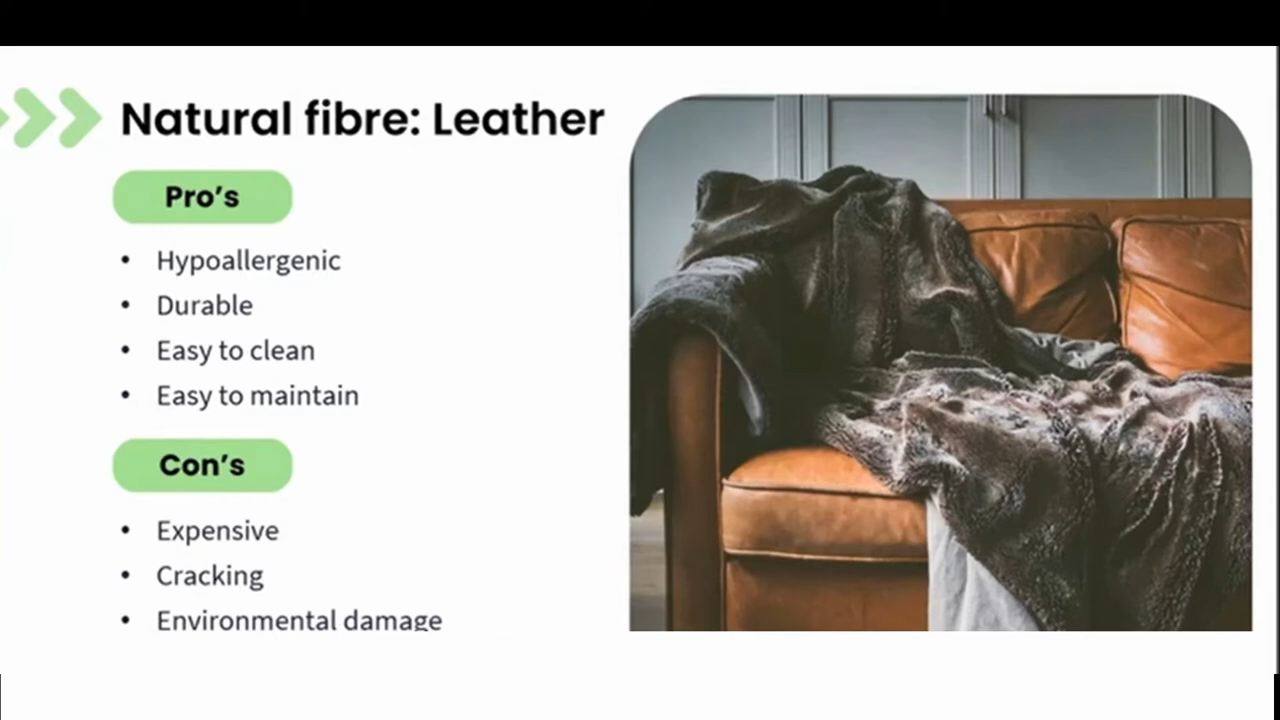 Natural fibre: Leather
Pro's
• Hypoallergenic
• Durable
• Easy to clean
• Easy to maintain
Con's
• Expensive
• Cracking
• Environmental damage